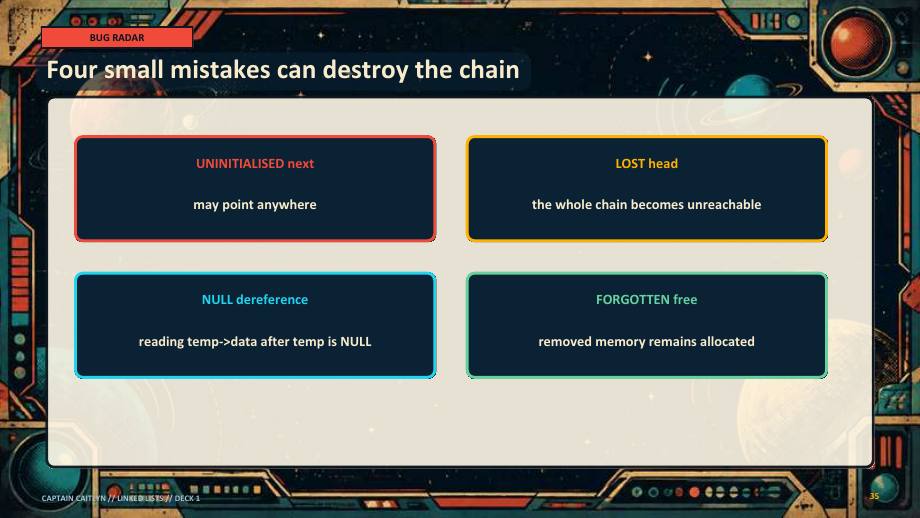 BUG RADAR
Four small mistakes can destroy the chain
UNINITIALISED next
may point anywhere
LOST head
the whole chain becomes unreachable
NULL dereference
reading temp->data after temp is NULL
FORGOTTEN free
removed memory remains allocated
CAPTAIN CAITLYN // LINKED LISTS // DECK 1
35